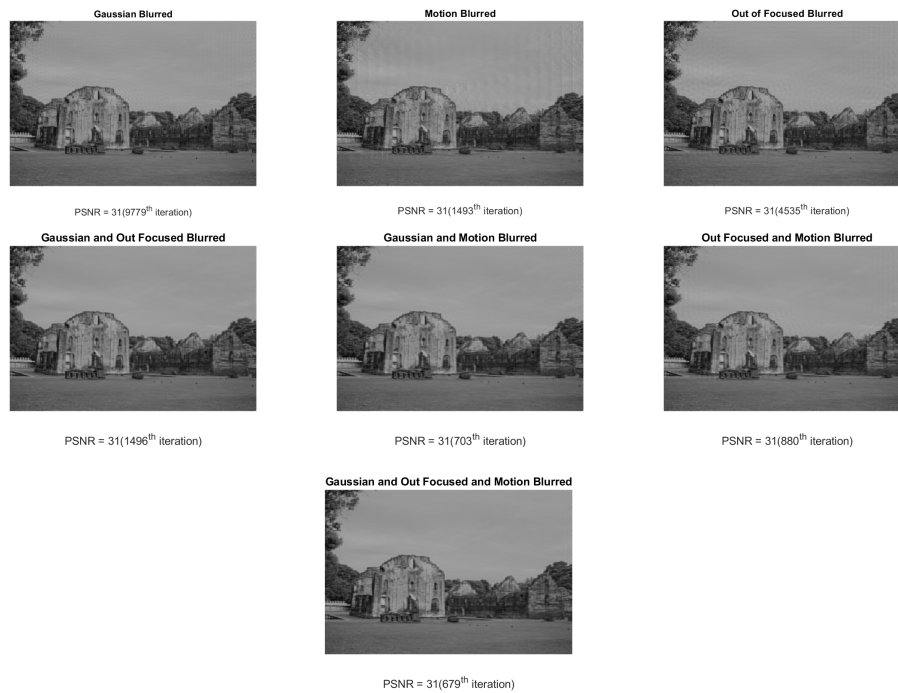 Gaussian Blurred
Motion Blurred
Out of Focused Blurred
PSNR = 31(9779th iteration)
PSNR = 31(1493th iteration)
PSNR = 31(4535th iteration)
Gaussian and Out Focused Blurred
Gaussian and Motion Blurred
Out Focused and Motion Blurred
PSNR = 31(1496th iteration)
PSNR = 31(703th iteration)
PSNR = 31(880th iteration)
Gaussian and Out Focused and Motion Blurred
PSNR = 31(679th iteration)